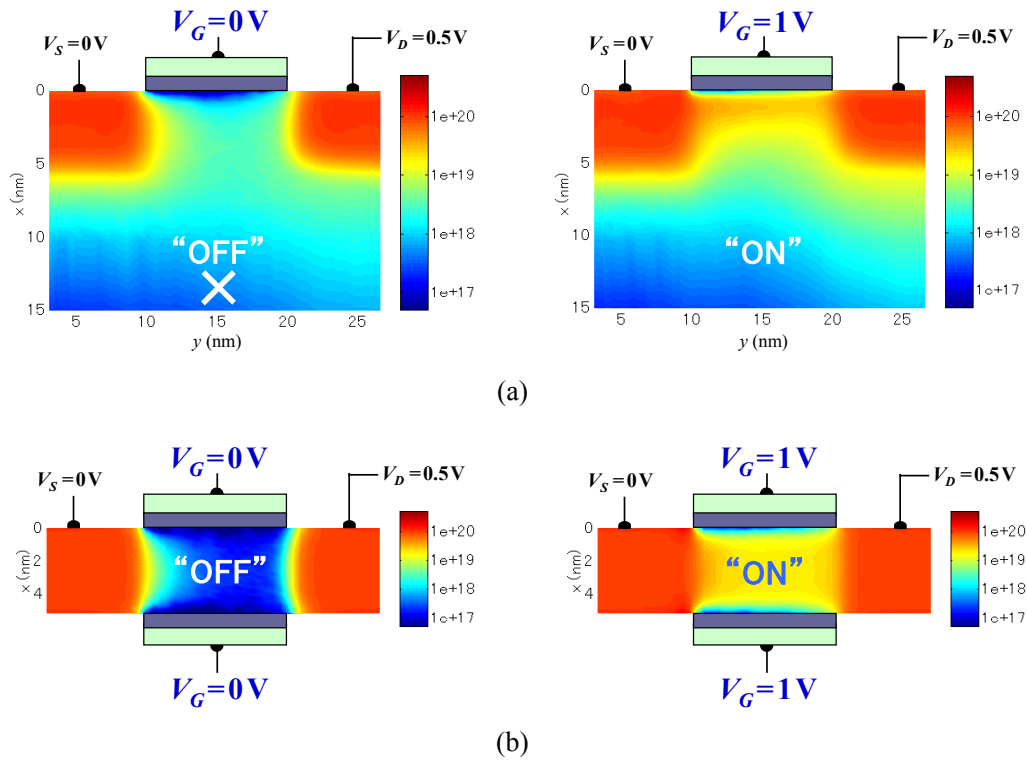 V_G=0V
V_G=1V
V_S=0V
V_D=0.5V
V_S=0V
V_D=0.5V
0
5
10
15
x (nm)
"OFF"
5
10
15
20
25
y (nm)
1e+20
1e+19
1e+18
1e+17
0
5
10
15
x (nm)
"ON"
5
10
15
20
25
y (nm)
1e+20
1e+19
1e+18
1c+17
(a)
V_G=0V
V_G=1V
V_S=0V
V_D=0.5V
V_S=0V
V_D=0.5V
0
2
4
x (nm)
"OFF"
1e+20
1e+19
1e+18
1c+17
0
2
4
x (nm)
"ON"
1e+20
1e+19
1e+18
1c+17
V_G=0V
V_G=1V
(b)